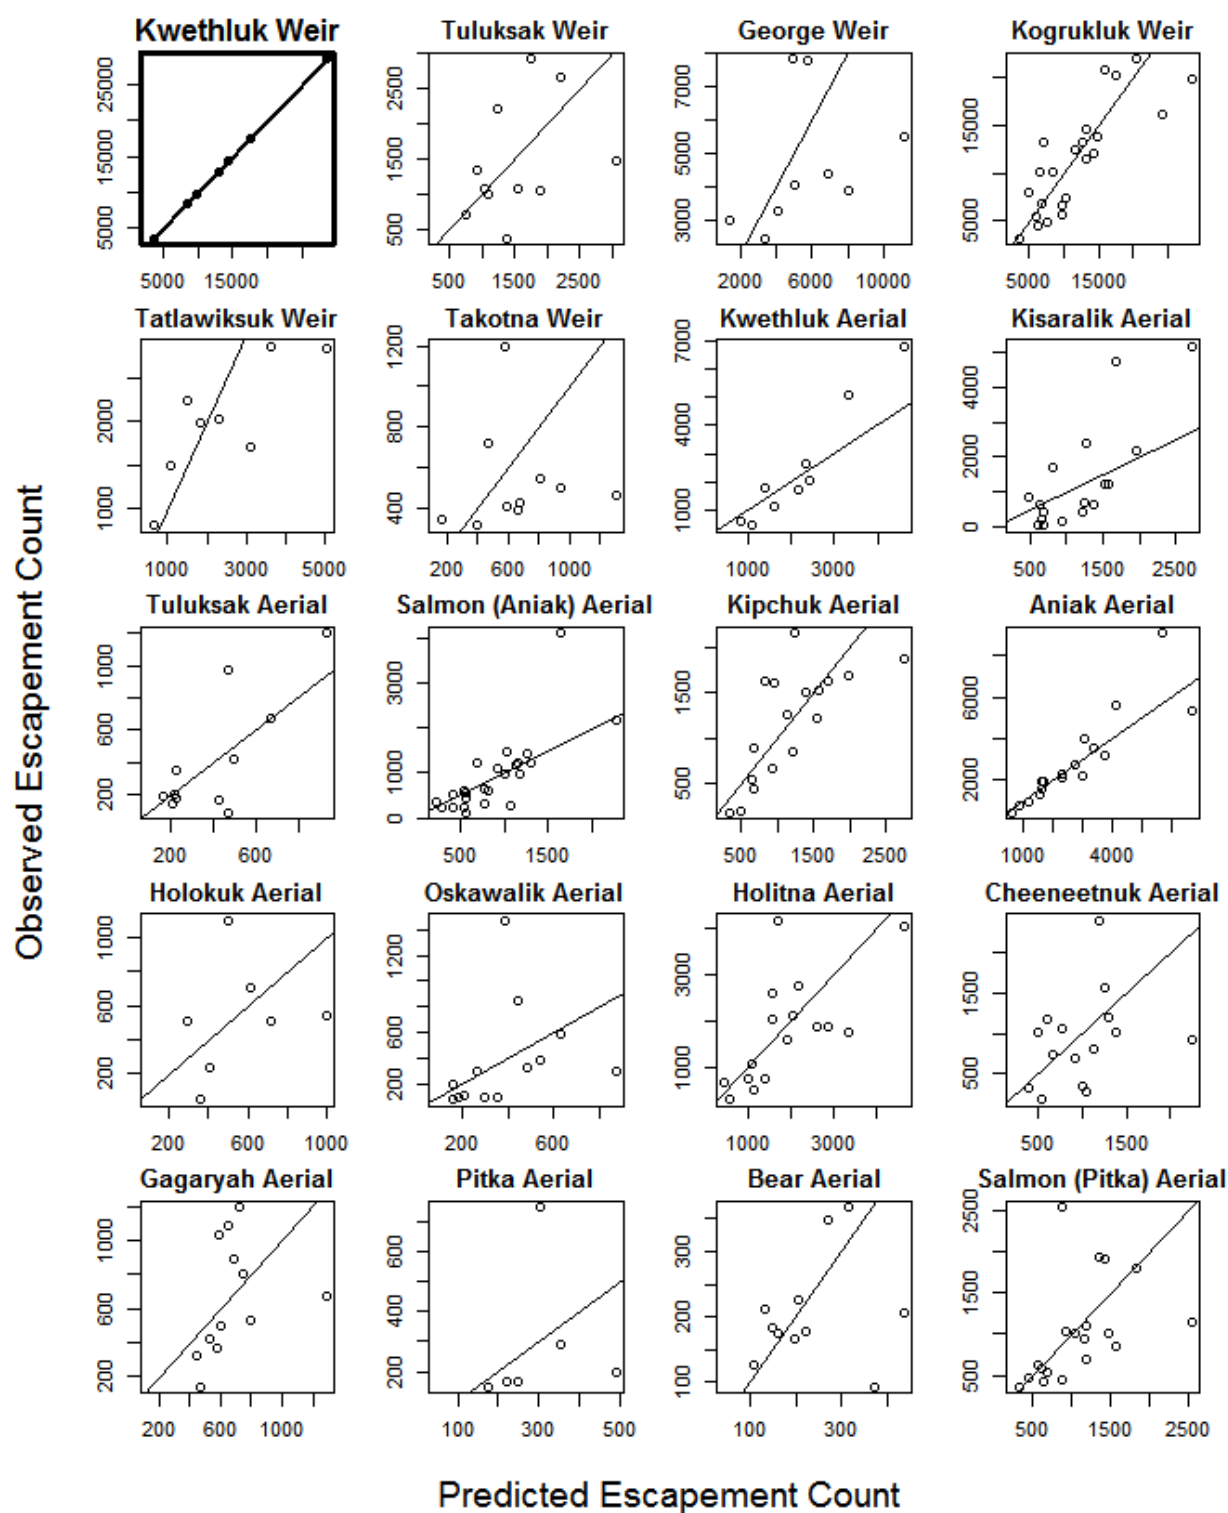 Kwethluk Weir Tuluksak Weir George Weir Kogrukluk Weir
5000 15000 25000
5000 15000
500 1500 2500
500 1500 2500
3000 5000 7000
2000 6000 10000
5000 15000
5000 15000
Tatlawiksuk Weir Takotna Weir Kwethluk Aerial Kisaralik Aerial
1000 2000
1000 3000 5000
400 800 1200
200 600 1000
1000 4000 7000
1000 3000
0 2000 4000
500 1500 2500
Tuluksak Aerial Salmon (Aniak) Aerial Kipchuk Aerial Aniak Aerial
200 600 1000
200 600
0 1000 3000
500 1500
500 1500
500 1500 2500
2000 6000
1000 4000
Holokuk Aerial Oskawalik Aerial Holitna Aerial Cheeneetnuk Aerial
200 600 1000
200 600 1000
200 600 1200
200 600
1000 3000
1000 3000
500 1500
500 1500
Gagaryah Aerial Pitka Aerial Bear Aerial Salmon (Pitka) Aerial
200 600 1000
200 600 1000
200 400 600
100 300 500
100 200 300
100 300
500 1500 2500
500 1500 2500
Observed Escapement Count
Predicted Escapement Count